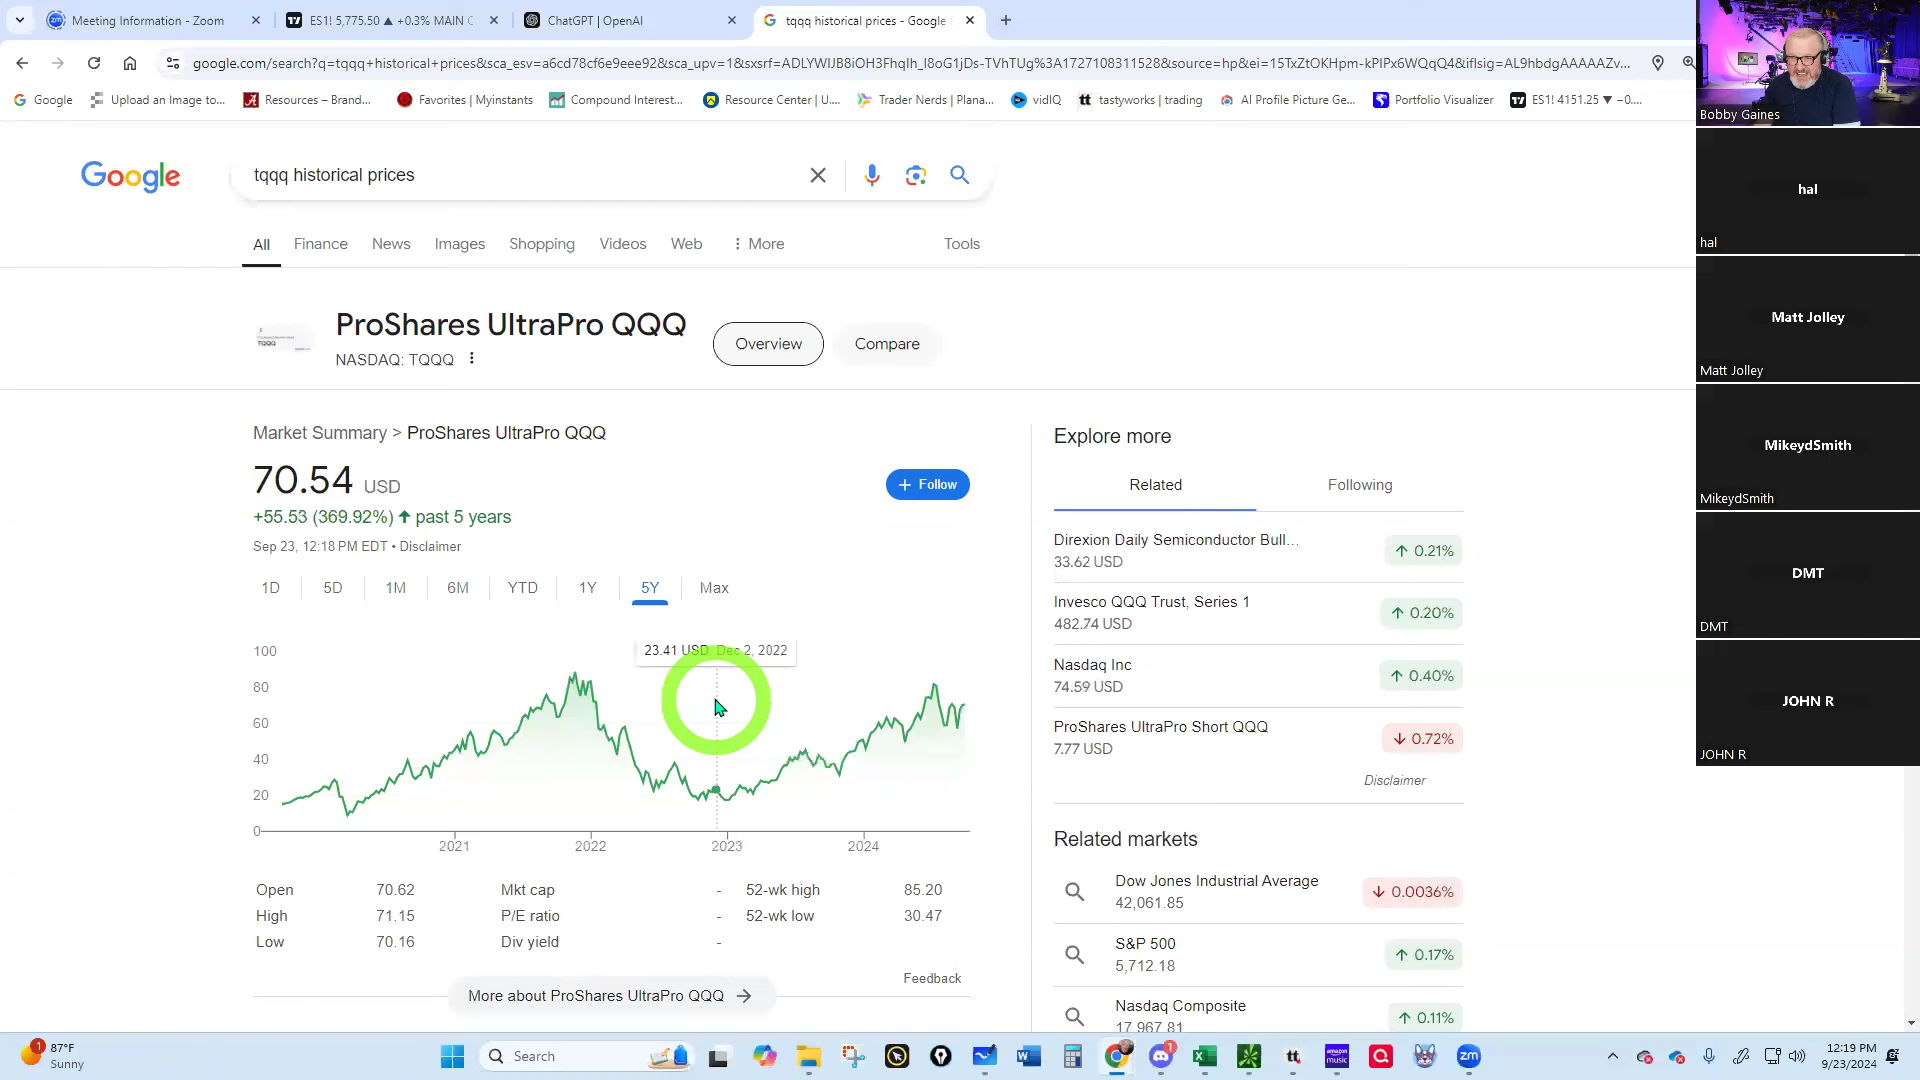 Meeting Information - Zoom
ES1! 5,775.50 ▲ +0.3% MAIN C
ChatGPT | OpenAI
tqqq historical prices - Google
google.com/search?q=tqqq+historical+prices&sca_esv=a6cd78cf6e9eee92&sca_upv=1&sxsrf=ADLYWIJB8iOH3FhqIh_I8oG1jDs-TVhTUg%3A1727108311528&source=hp&ei=15TxZtOKHpm-kPIPx6WQqQ4&iflsig=AL9hbdgAAAAAZv...
Google
Upload an Image to...
Resources – Brand...
Favorites | Myinstants
Compound Interest...
Resource Center | U...
Trader Nerds | Plana...
vidIQ
tastyworks | trading
AI Profile Picture Ge...
Portfolio Visualizer
ES1! 4151.25 ▼ −0....
Google
tqqq historical prices
All Finance News Images Shopping Videos Web More Tools
ProShares UltraPro QQQ
NASDAQ: TQQQ
Overview
Compare
Market Summary > ProShares UltraPro QQQ
70.54 USD
+55.53 (369.92%) ↑ past 5 years
Sep 23, 12:18 PM EDT • Disclaimer
+ Follow
1D 5D 1M 6M YTD 1Y 5Y Max
23.41 USD Dec 2, 2022
100
80
60
40
20
0
2021 2022 2023 2024
Open 70.62 Mkt cap - 52-wk high 85.20
High 71.15 P/E ratio - 52-wk low 30.47
Low 70.16 Div yield -
Feedback
More about ProShares UltraPro QQQ →
Explore more
Related Following
Direxion Daily Semiconductor Bull...
33.62 USD
↑ 0.21%
Invesco QQQ Trust, Series 1
482.74 USD
↑ 0.20%
Nasdaq Inc
74.59 USD
↑ 0.40%
ProShares UltraPro Short QQQ
7.77 USD
↓ 0.72%
Disclaimer
Related markets
Dow Jones Industrial Average
42,061.85
↓ 0.0036%
S&P 500
5,712.18
↑ 0.17%
Nasdaq Composite
17,967.81
↑ 0.11%
Bobby Gaines
hal
hal
Matt Jolley
Matt Jolley
MikeydSmith
MikeydSmith
DMT
DMT
JOHN R
JOHN R
1
87°F
Sunny
Search
1
12:19 PM
9/23/2024